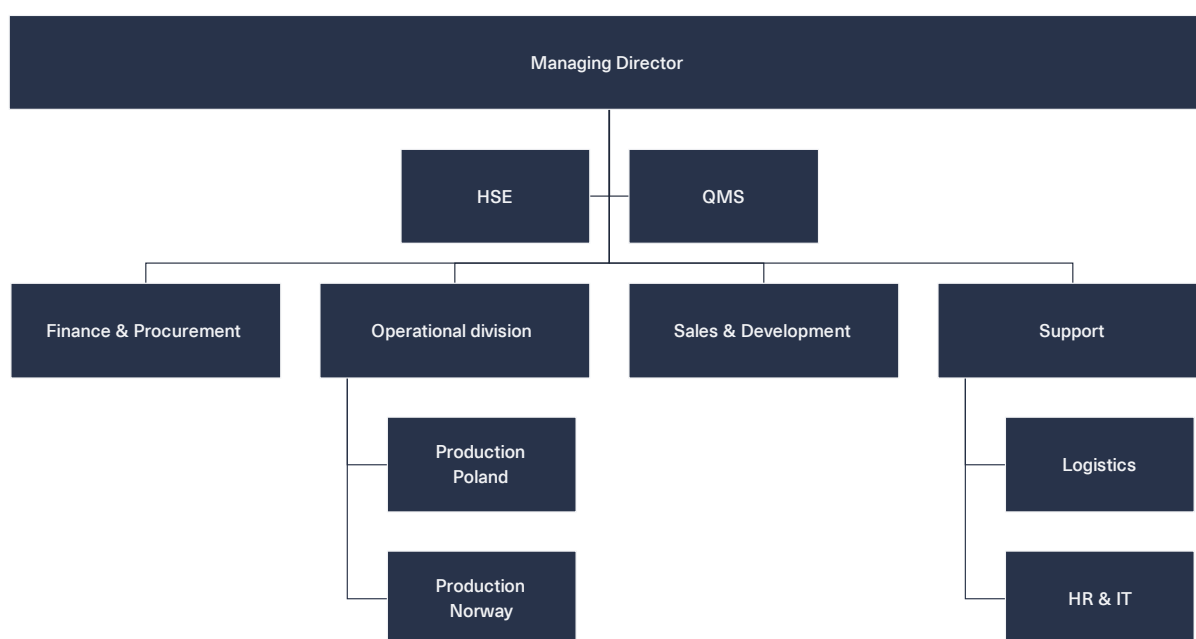 Managing Director
HSE
QMS
Finance & Procurement
Operational division
Sales & Development
Support
Production
Poland
Logistics
Production
Norway
HR & IT